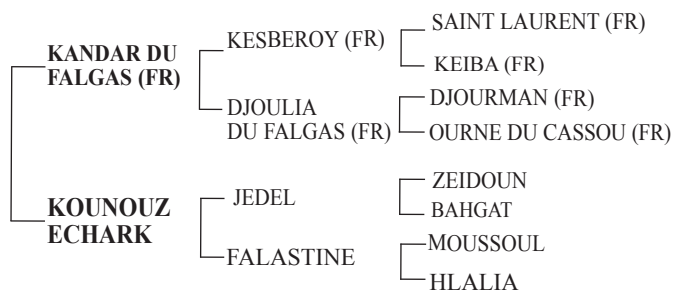 KANDAR DU
FALGAS (FR)
KESBEROY (FR)
SAINT LAURENT (FR)
KEIBA (FR)
DJOULIA
DU FALGAS (FR)
DJOURMAN (FR)
OURNE DU CASSOU (FR)
KOUNOUZ
ECHARK
JEDEL
ZEIDOUN
BAHGAT
FALASTINE
MOUSSOUL
HLALIA